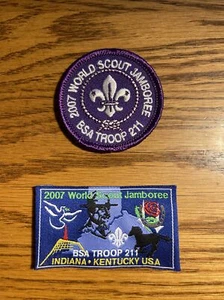 2007 WORLD SCOUT JAMBOREE
BSA TROOP 211
2007 World Scout Jamboree
BSA TROOP 211
INDIANA • KENTUCKY USA